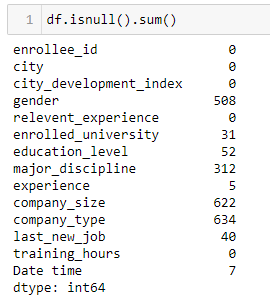 1 df.isnull().sum()
enrollee_id 0
city 0
city_development_index 0
gender 508
relevent_experience 0
enrolled_university 31
education_level 52
major_discipline 312
experience 5
company_size 622
company_type 634
last_new_job 40
training_hours 0
Date time 7
dtype: int64